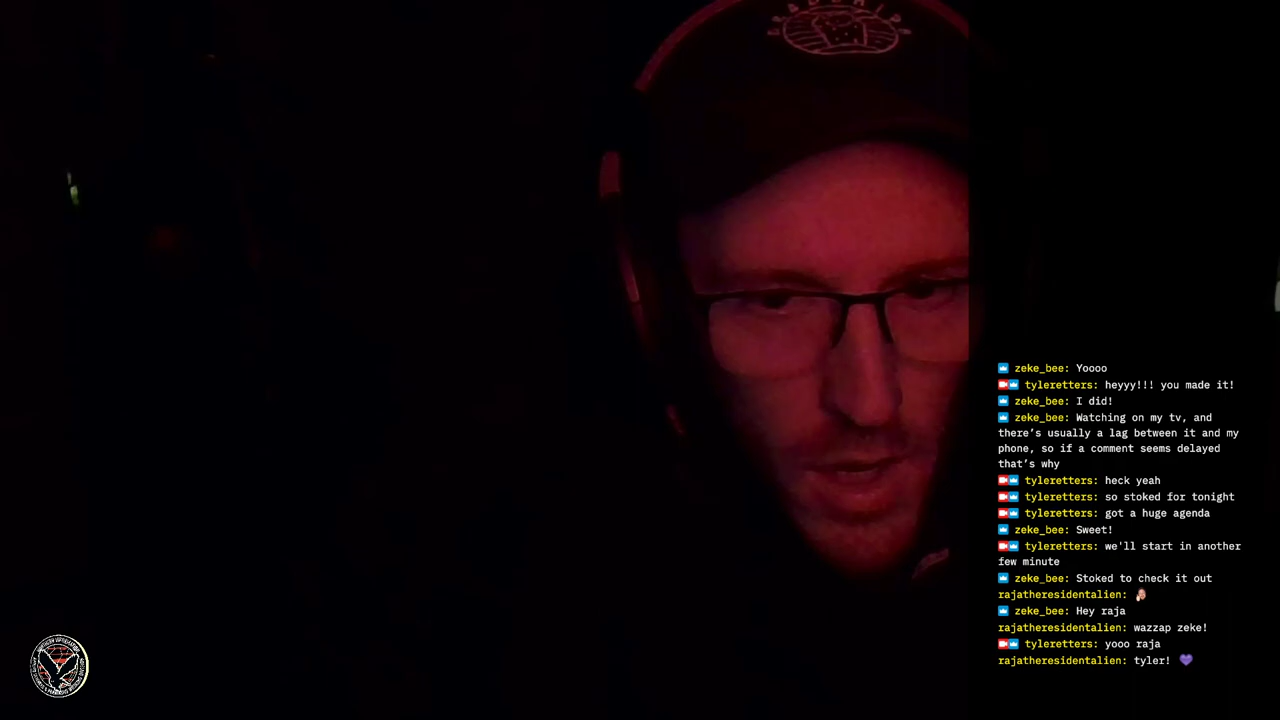 zeke_bee: Yoooo
tyleretters: heyyy!!! you made it!
zeke_bee: I did!
zeke_bee: Watching on my tv, and
there's usually a lag between it and my
phone, so if a comment seems delayed
that's why
tyleretters: heck yeah
tyleretters: so stoked for tonight
tyleretters: got a huge agenda
zeke_bee: Sweet!
tyleretters: we'll start in another
few minute
zeke_bee: Stoked to check it out
rajatheresidentalien:
zeke_bee: Hey raja
rajatheresidentalien: wazzap zeke!
tyleretters: yooo raja
rajatheresidentalien: tyler! 💜